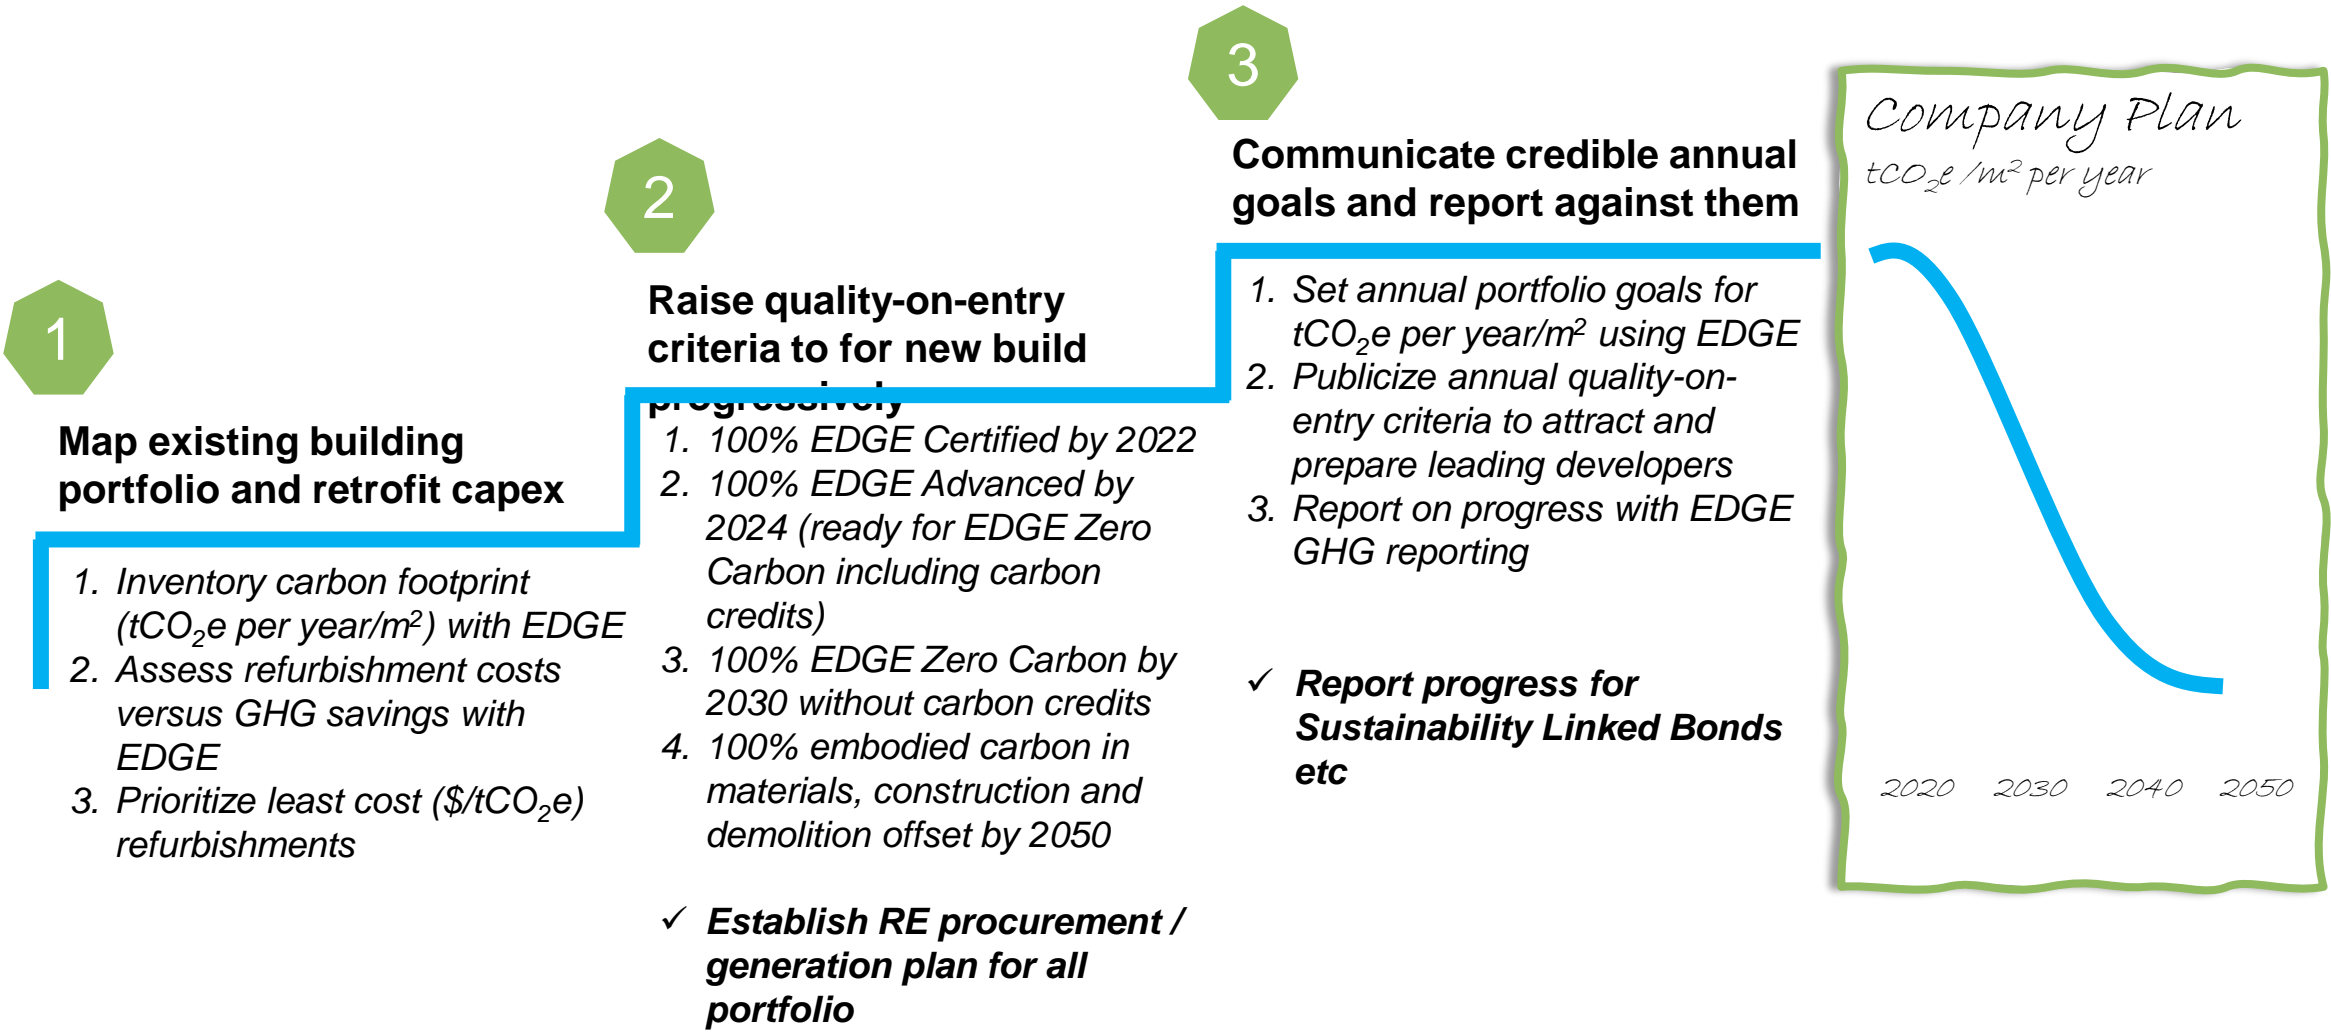 1
Map existing building
portfolio and retrofit capex
1. Inventory carbon footprint
(tCO₂e per year/m²) with EDGE
2. Assess refurbishment costs
versus GHG savings with
EDGE
3. Prioritize least cost ($/tCO₂e)
refurbishments
2
Raise quality-on-entry
criteria to for new build
progressively
1. 100% EDGE Certified by 2022
2. 100% EDGE Advanced by
2024 (ready for EDGE Zero
Carbon including carbon
credits)
3. 100% EDGE Zero Carbon by
2030 without carbon credits
4. 100% embodied carbon in
materials, construction and
demolition offset by 2050
✓ Establish RE procurement /
generation plan for all
portfolio
3
Communicate credible annual
goals and report against them
1. Set annual portfolio goals for
tCO₂e per year/m² using EDGE
2. Publicize annual quality-on-
entry criteria to attract and
prepare leading developers
3. Report on progress with EDGE
GHG reporting
✓ Report progress for
Sustainability Linked Bonds
etc
Company Plan
tCO₂e /m² per year
2020 2030 2040 2050